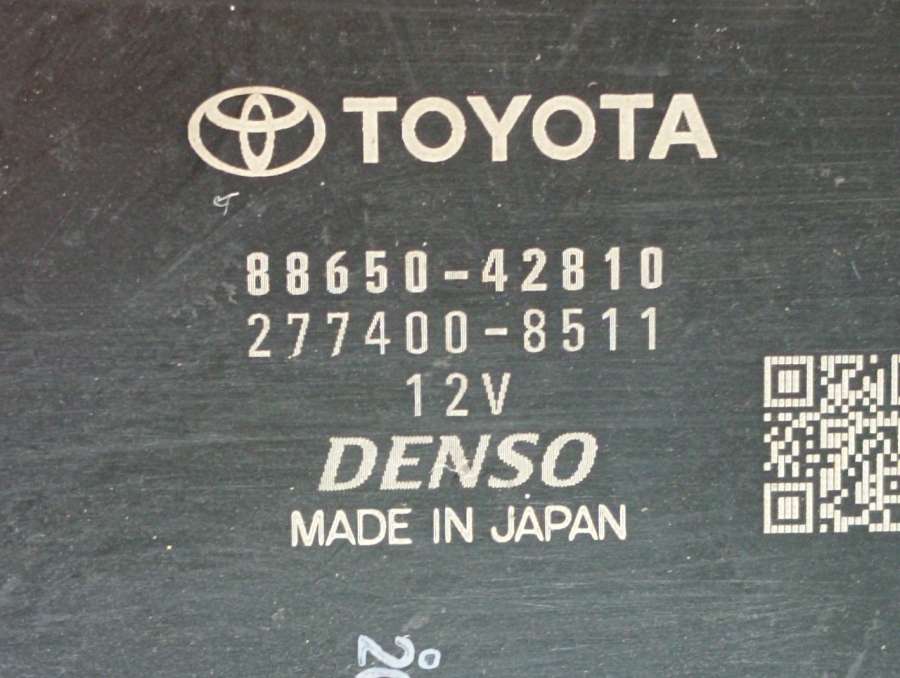 TOYOTA
88650-42810
277400-8511
12V
DENSO
MADE IN JAPAN